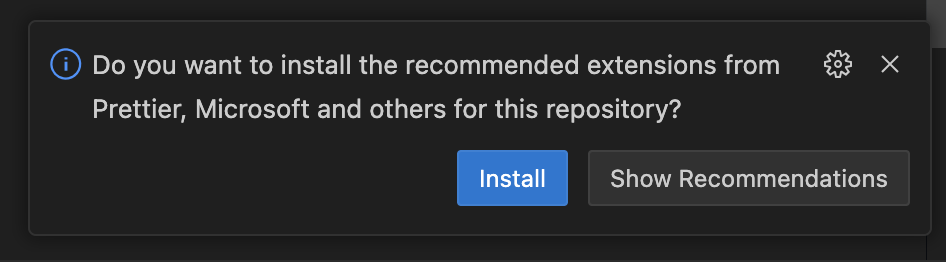 Do you want to install the recommended extensions from
Prettier, Microsoft and others for this repository?
Install
Show Recommendations